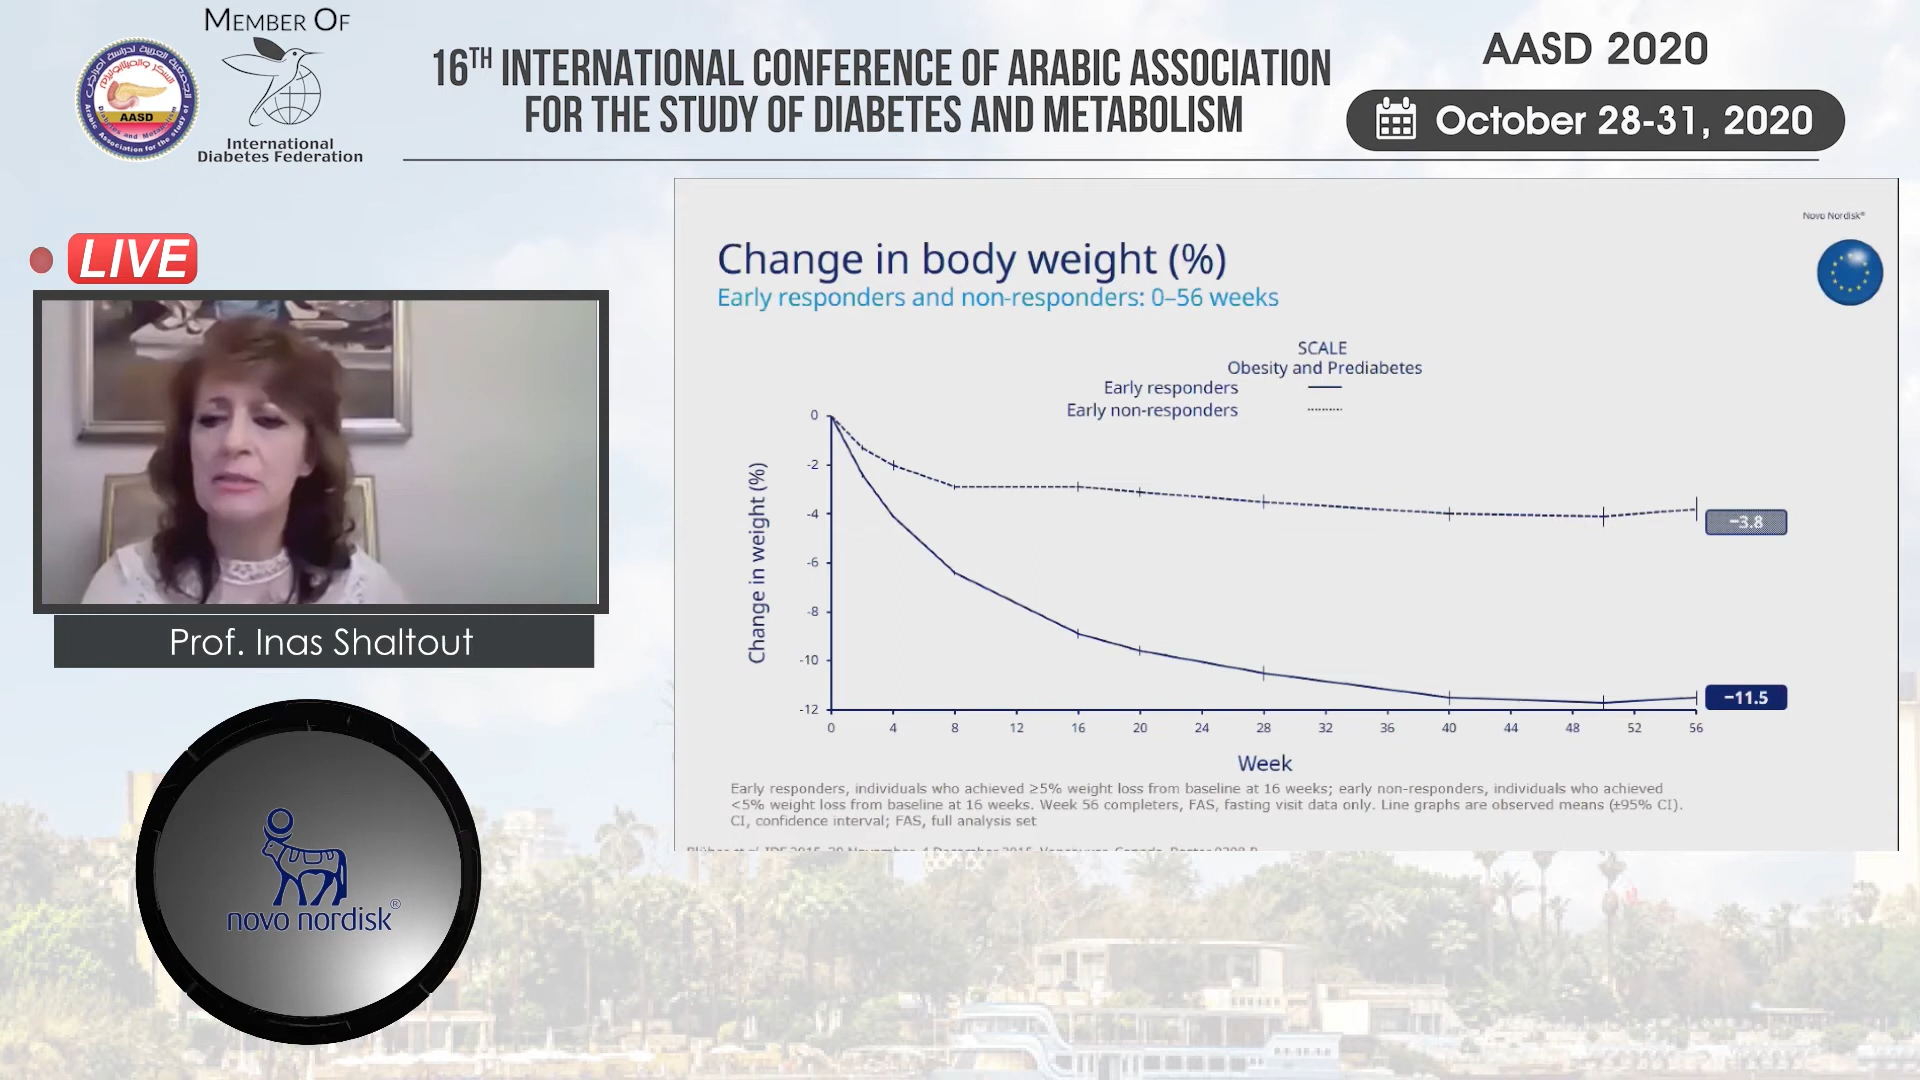 MEMBER OF
International
Diabetes Federation
AASD
16TH INTERNATIONAL CONFERENCE OF ARABIC ASSOCIATION
FOR THE STUDY OF DIABETES AND METABOLISM
AASD 2020
October 28-31, 2020
LIVE
Prof. Inas Shaltout
novo nordisk®
Novo Nordisk®
Change in body weight (%)
Early responders and non-responders: 0–56 weeks
SCALE
Obesity and Prediabetes
Early responders
Early non-responders
Change in weight (%)
0
-2
-4
-6
-8
-10
-12
−3.8
−11.5
0 4 8 12 16 20 24 28 32 36 40 44 48 52 56
Week
Early responders, individuals who achieved ≥5% weight loss from baseline at 16 weeks; early non-responders, individuals who achieved
<5% weight loss from baseline at 16 weeks. Week 56 completers, FAS, fasting visit data only. Line graphs are observed means (±95% CI).
CI, confidence interval; FAS, full analysis set